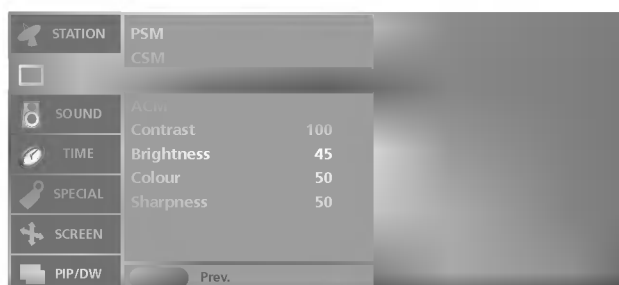 STATION
SOUND
TIME
SPECIAL
SCREEN
PIP/DW
PSM
CSM
ACM
Contrast 100
Brightness 45
Colour 50
Sharpness 50
Prev.